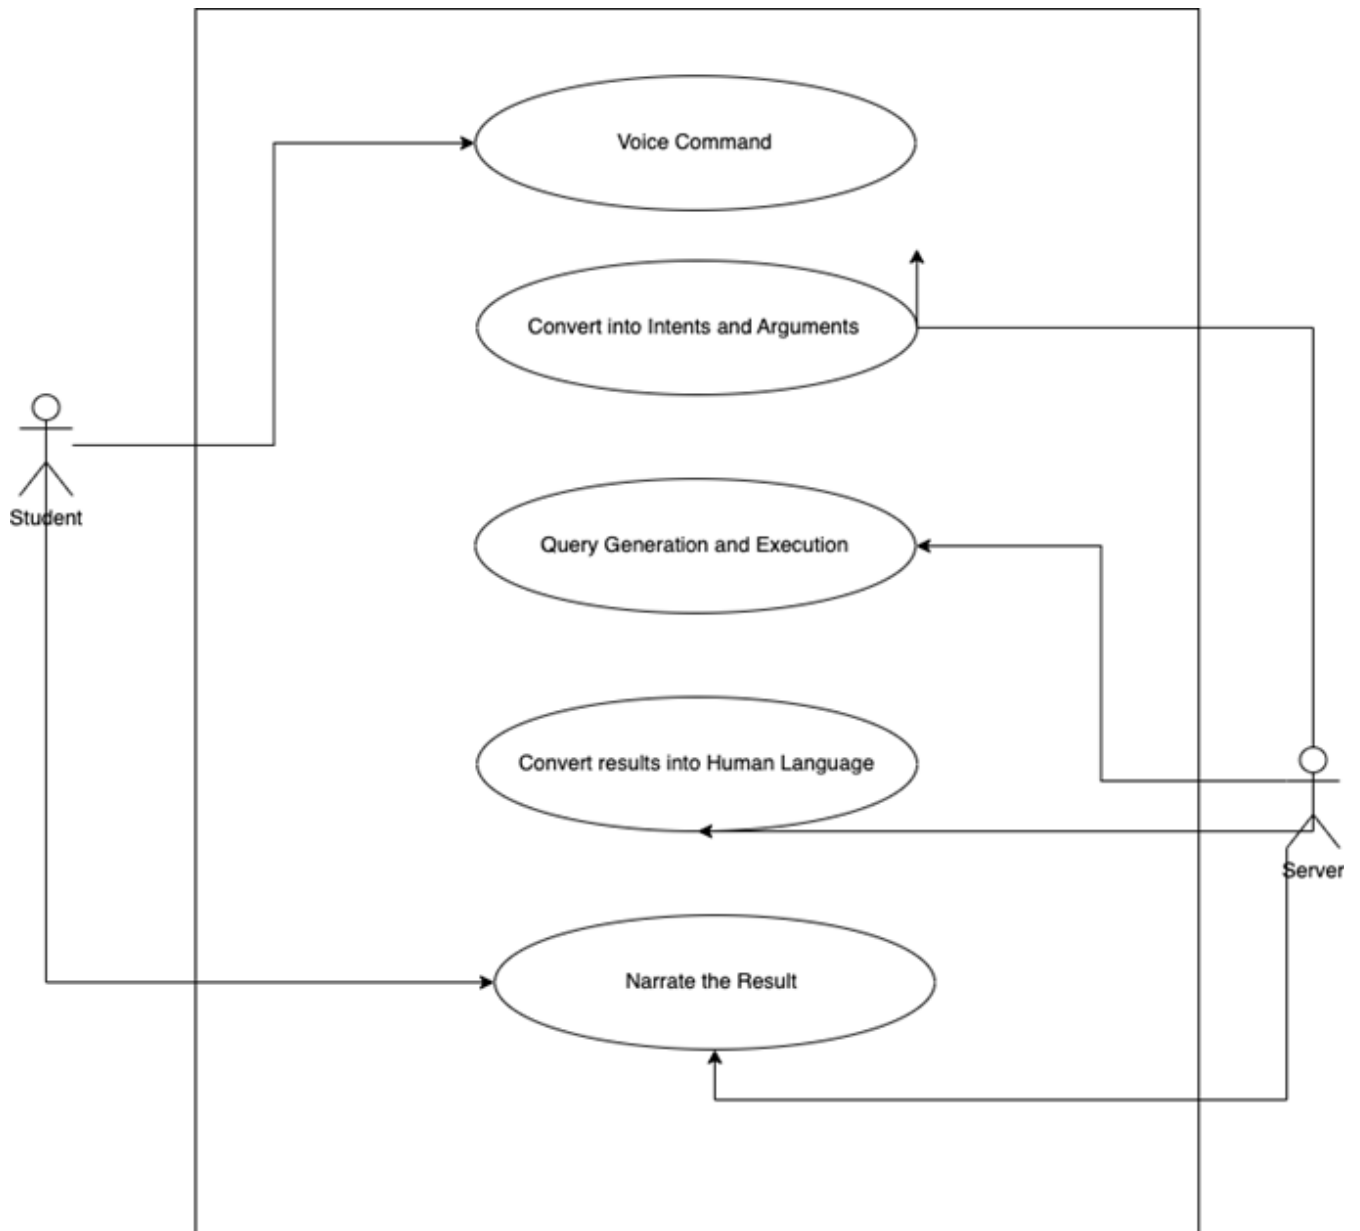 Voice Command
Convert into Intents and Arguments
Student
Query Generation and Execution
Convert results into Human Language
Server
Narrate the Result